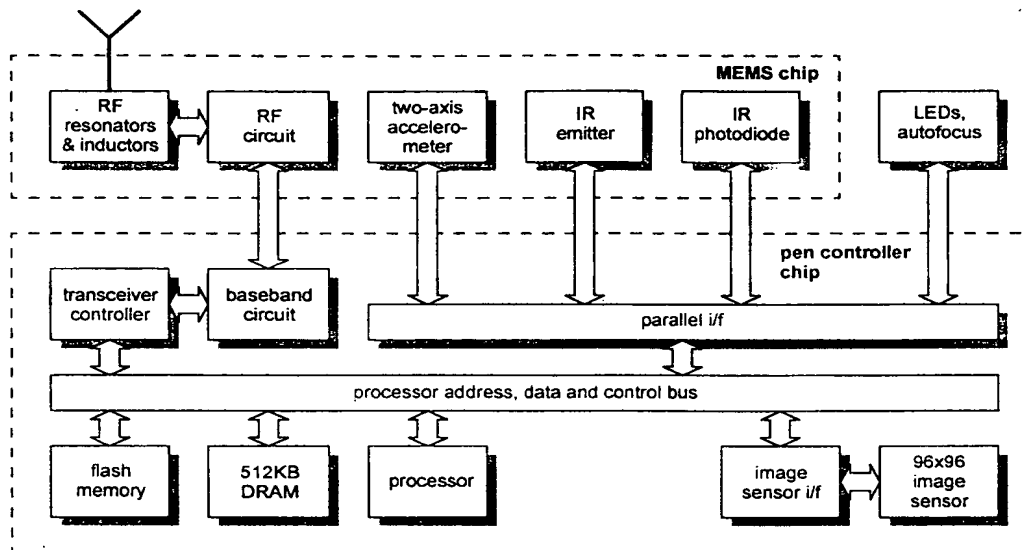 MEMS chip
RF
resonators
& inductors
RF
circuit
two-axis
accelero-
meter
IR
emitter
IR
photodiode
LEDs,
autofocus
pen controller
chip
transceiver
controller
baseband
circuit
parallel i/f
processor address, data and control bus
flash
memory
512KB
DRAM
processor
image
sensor i/f
96x96
image
sensor